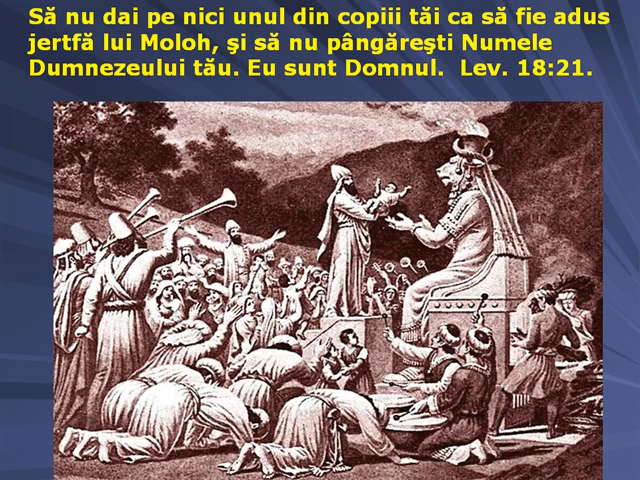 Să nu dai pe nici unul din copiii tăi ca să fie adus
jertfă lui Moloh, şi să nu pângăreşti Numele
Dumnezeului tău. Eu sunt Domnul.  Lev. 18:21.